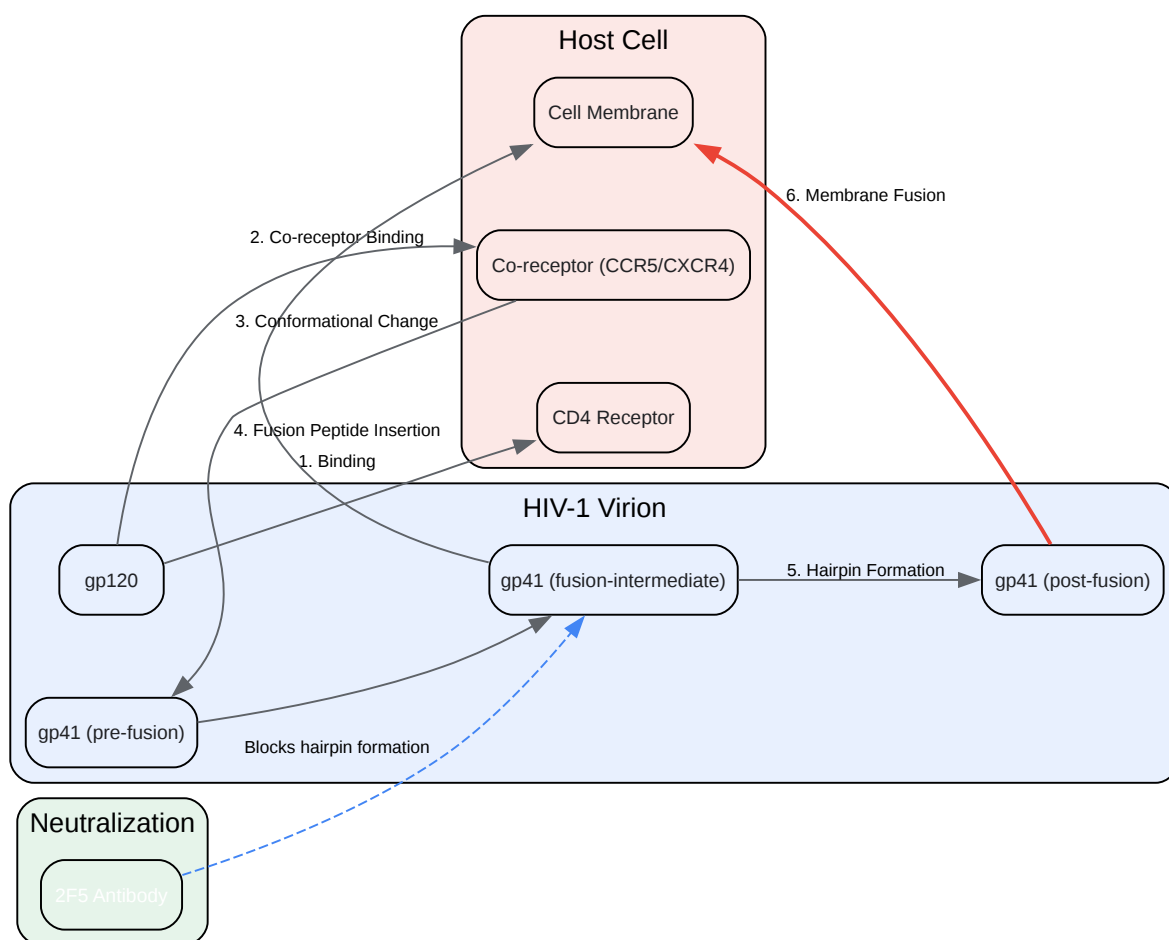 Host Cell
Cell Membrane
6. Membrane Fusion
2. Co-receptor Binding
Co-receptor (CCR5/CXCR4)
3. Conformational Change
CD4 Receptor
4. Fusion Peptide Insertion
1. Binding
HIV-1 Virion
gp120
gp41 (fusion-intermediate)
5. Hairpin Formation
gp41 (post-fusion)
gp41 (pre-fusion)
Blocks hairpin formation
Neutralization
2F5 Antibody